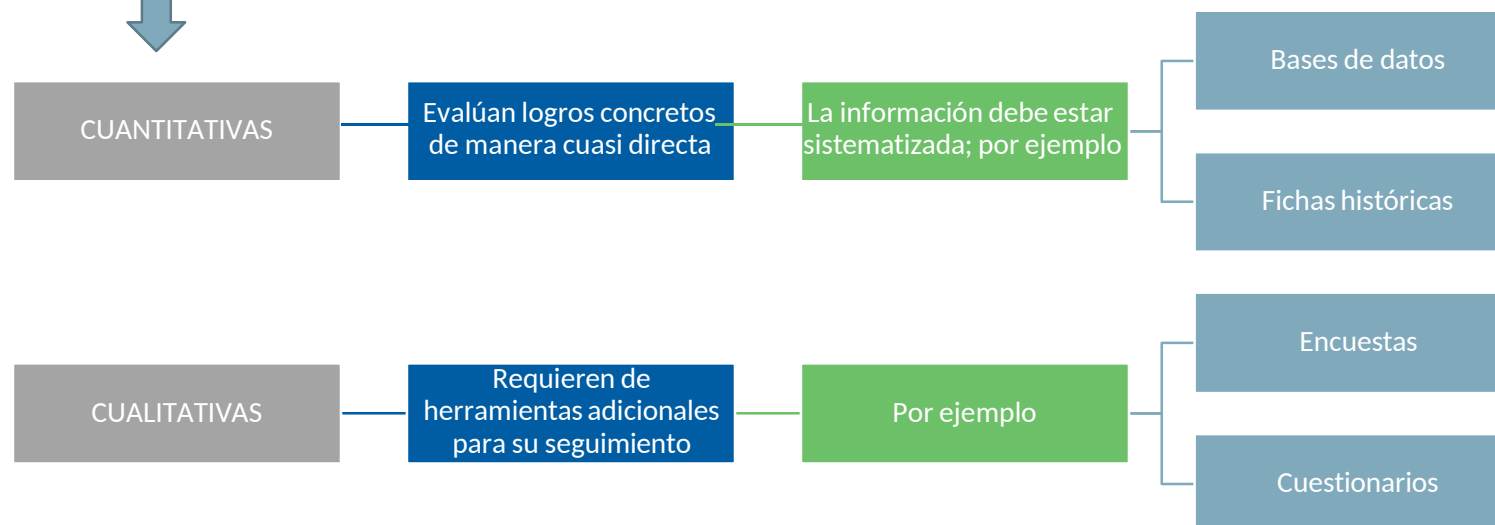 CUANTITATIVAS
Evalúan logros concretos
de manera cuasi directa
La información debe estar
sistematizada; por ejemplo
Bases de datos
Fichas históricas
CUALITATIVAS
Requieren de
herramientas adicionales
para su seguimiento
Por ejemplo
Encuestas
Cuestionarios